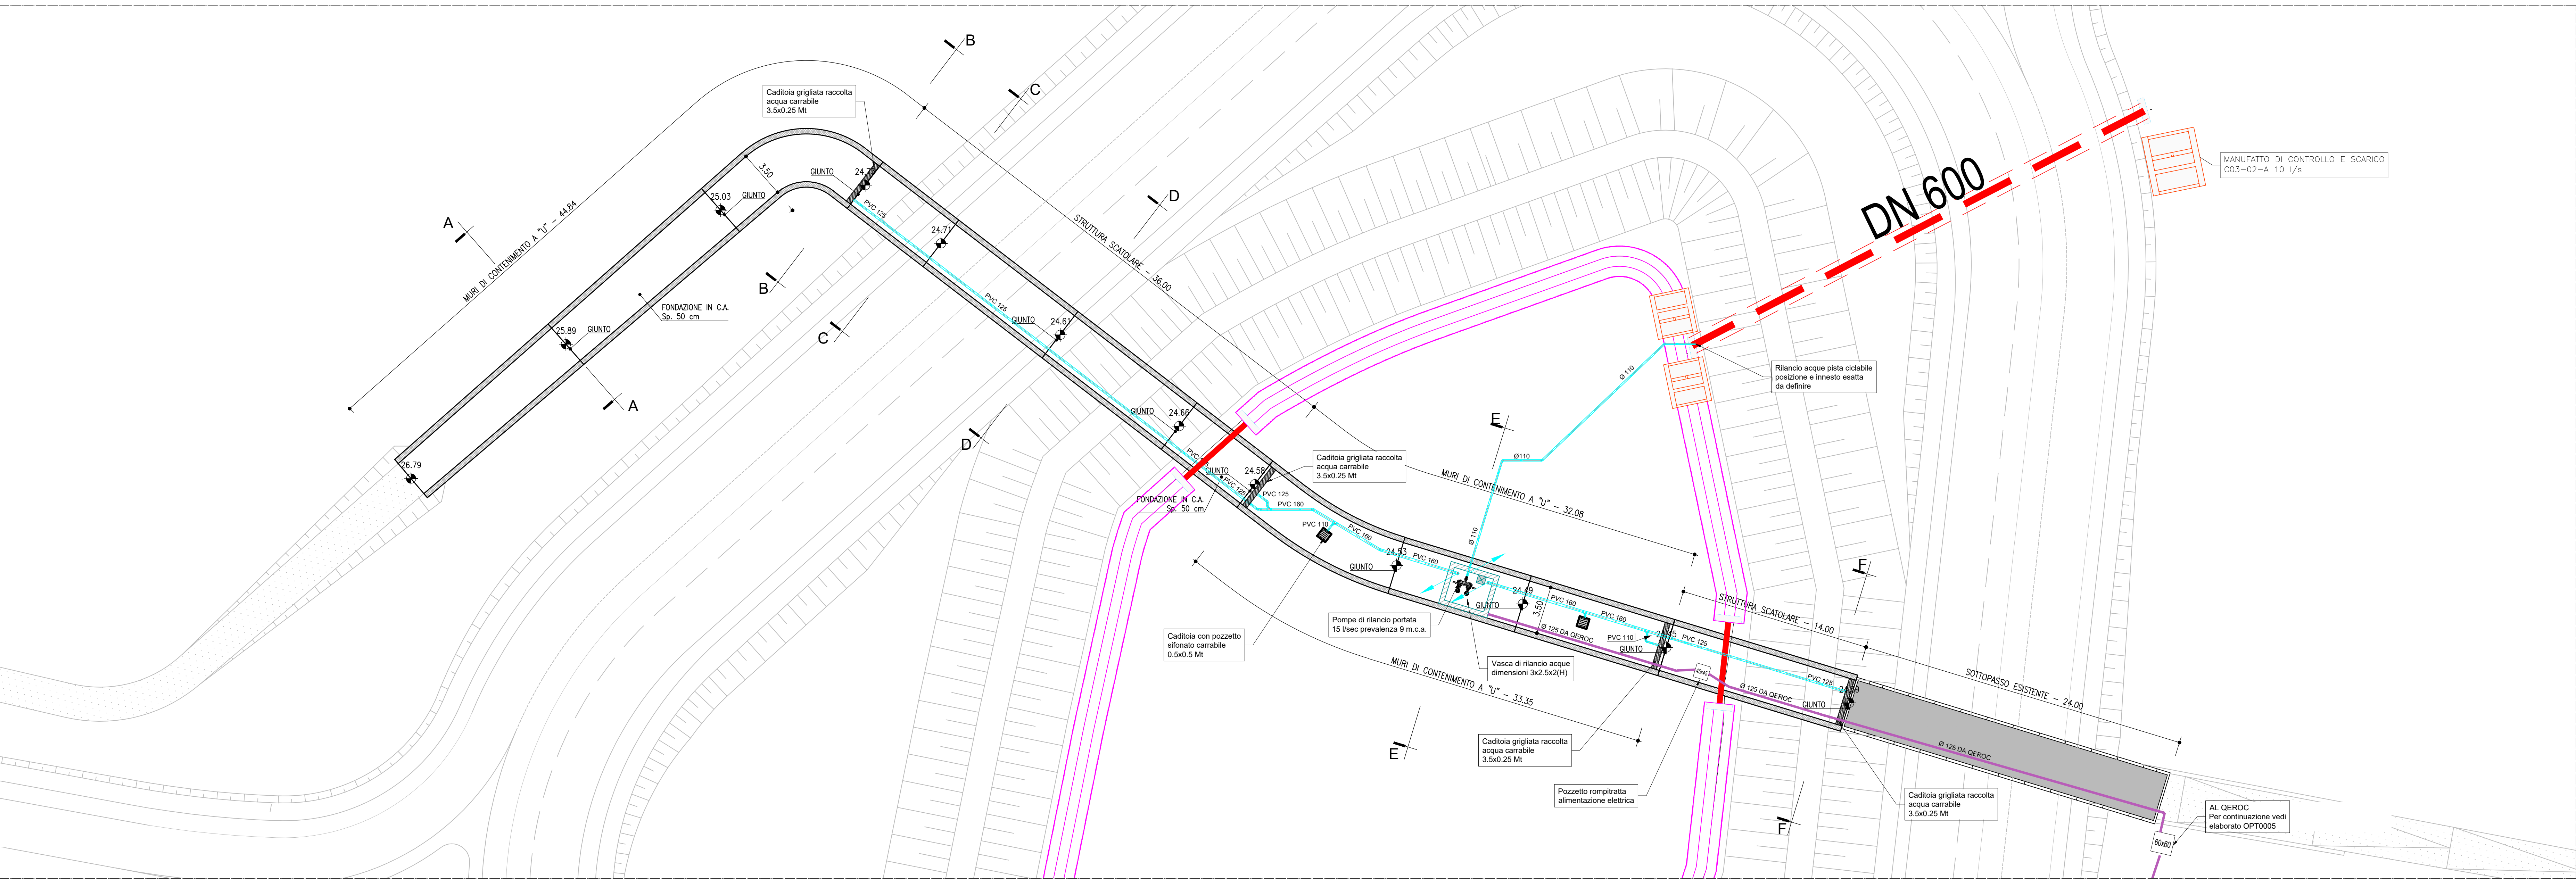 B
C
Caditoia grigliata raccolta
acqua carrabile
3.5x0.25 Mt
DN 600
MANUFATTO DI CONTROLLO E SCARICO
C03-02-A 10 l/s
3.50
GIUNTO
PVC 125
25.03
GIUNTO
D
A
MURI DI CONTENIMENTO A "U" - 44.84
STRUTTURA SCATOLARE - 36.00
24.71
B
FONDAZIONE IN C.A.
Sp. 50 cm
PVC 125
C
25.89
GIUNTO
24.61
GIUNTO
A
Rilancio acque pista ciclabile
posizione e innesto esatta
da definire
Ø 110
24.66
GIUNTO
D
E
26.79
Caditoia grigliata raccolta
acqua carrabile
3.5x0.25 Mt
Ø110
MURI DI CONTENIMENTO A "U" - 32.08
GIUNTO
24.58
PVC 125
FONDAZIONE IN C.A.
Sp. 50 cm
PVC 125
PVC 160
PVC 110
PVC 160
Ø 110
24.53
GIUNTO
PVC 160
F
24.49
GIUNTO
3.50
PVC 160
PVC 160
STRUTTURA SCATOLARE - 14.00
Pompe di rilancio portata
15 l/sec prevalenza 9 m.c.a.
Ø 125 DA QEROC
PVC 110
24.45
GIUNTO
PVC 125
Caditoia con pozzetto
sifonato carrabile
0.5x0.5 Mt
Vasca di rilancio acque
dimensioni 3x2.5x2(H)
MURI DI CONTENIMENTO A "U" - 33.35
45x45
Ø 125 DA QEROC
PVC 125
24.39
GIUNTO
SOTTOPASSO ESISTENTE - 24.00
E
Caditoia grigliata raccolta
acqua carrabile
3.5x0.25 Mt
Ø 125 DA QEROC
Pozzetto rompitratta
alimentazione elettrica
F
Caditoia grigliata raccolta
acqua carrabile
3.5x0.25 Mt
AL QEROC
Per continuazione vedi
elaborato OPT0005
60x60